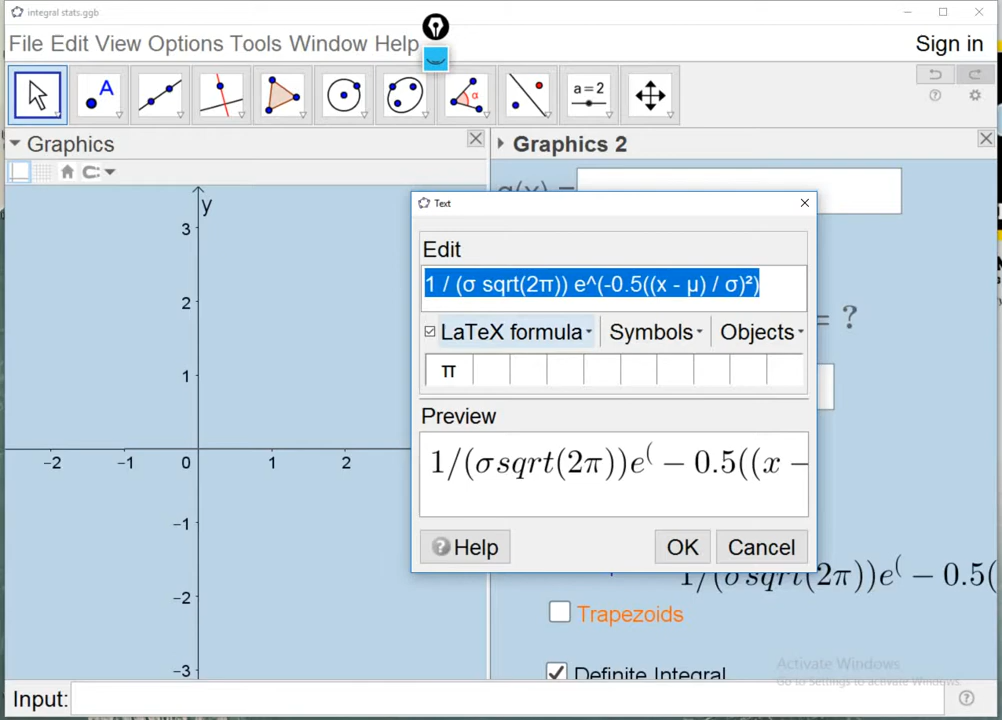 integral stats.ggb
File Edit View Options Tools Window Help
Sign in
A
α
a=2
Graphics
Graphics 2
Text
Edit
1 / (σ sqrt(2π)) e^(-0.5((x - μ) / σ)²)
= ?
LaTeX formula
Symbols
Objects
π
Preview
1/(σsqrt(2π))e^( − 0.5((x −
Help
OK
Cancel
y
3
2
1
−2
−1
0
1
2
−1
−2
−3
1/(σsqrt(2π))e^( − 0.5(
Trapezoids
Definite Integral
Activate Windows
Go to Settings to activate Windows.
Input: